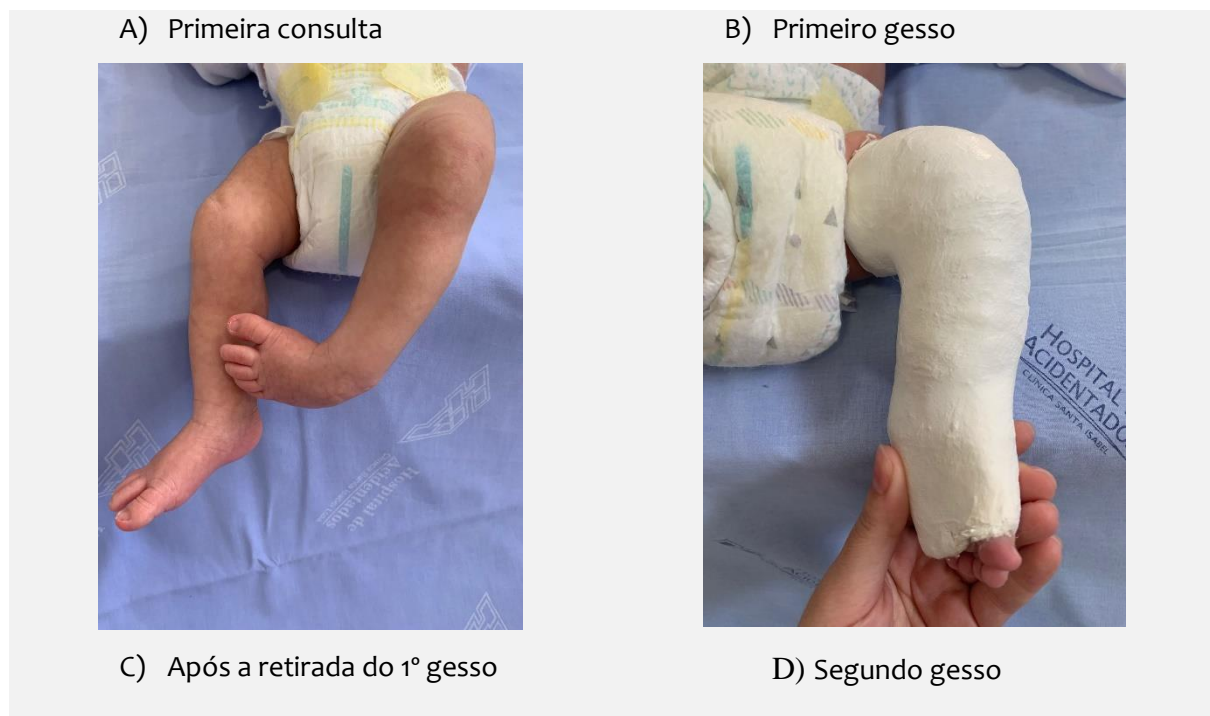 A) Primeira consulta
B) Primeiro gesso
HOSPITAL
ACIDENTADO
CLÍNICA SANTA ISABEL
Hospital de
Acidentados
C) Após a retirada do 1º gesso
D) Segundo gesso